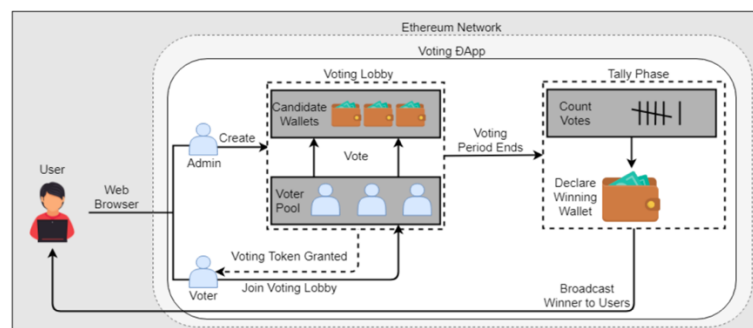 Ethereum Network
Voting ĐApp
Voting Lobby
Tally Phase
Candidate
Wallets
Count
Votes
Create
Admin
Vote
Voting
Period Ends
User
Web
Browser
Voter
Pool
Declare
Winning
Wallet
Voting Token Granted
Voter
Join Voting Lobby
Broadcast
Winner to Users